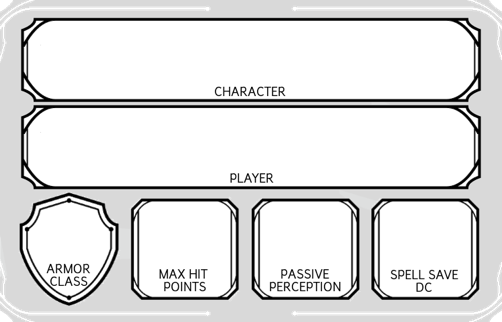 CHARACTER
PLAYER
ARMOR
CLASS
MAX HIT
POINTS
PASSIVE
PERCEPTION
SPELL SAVE
DC